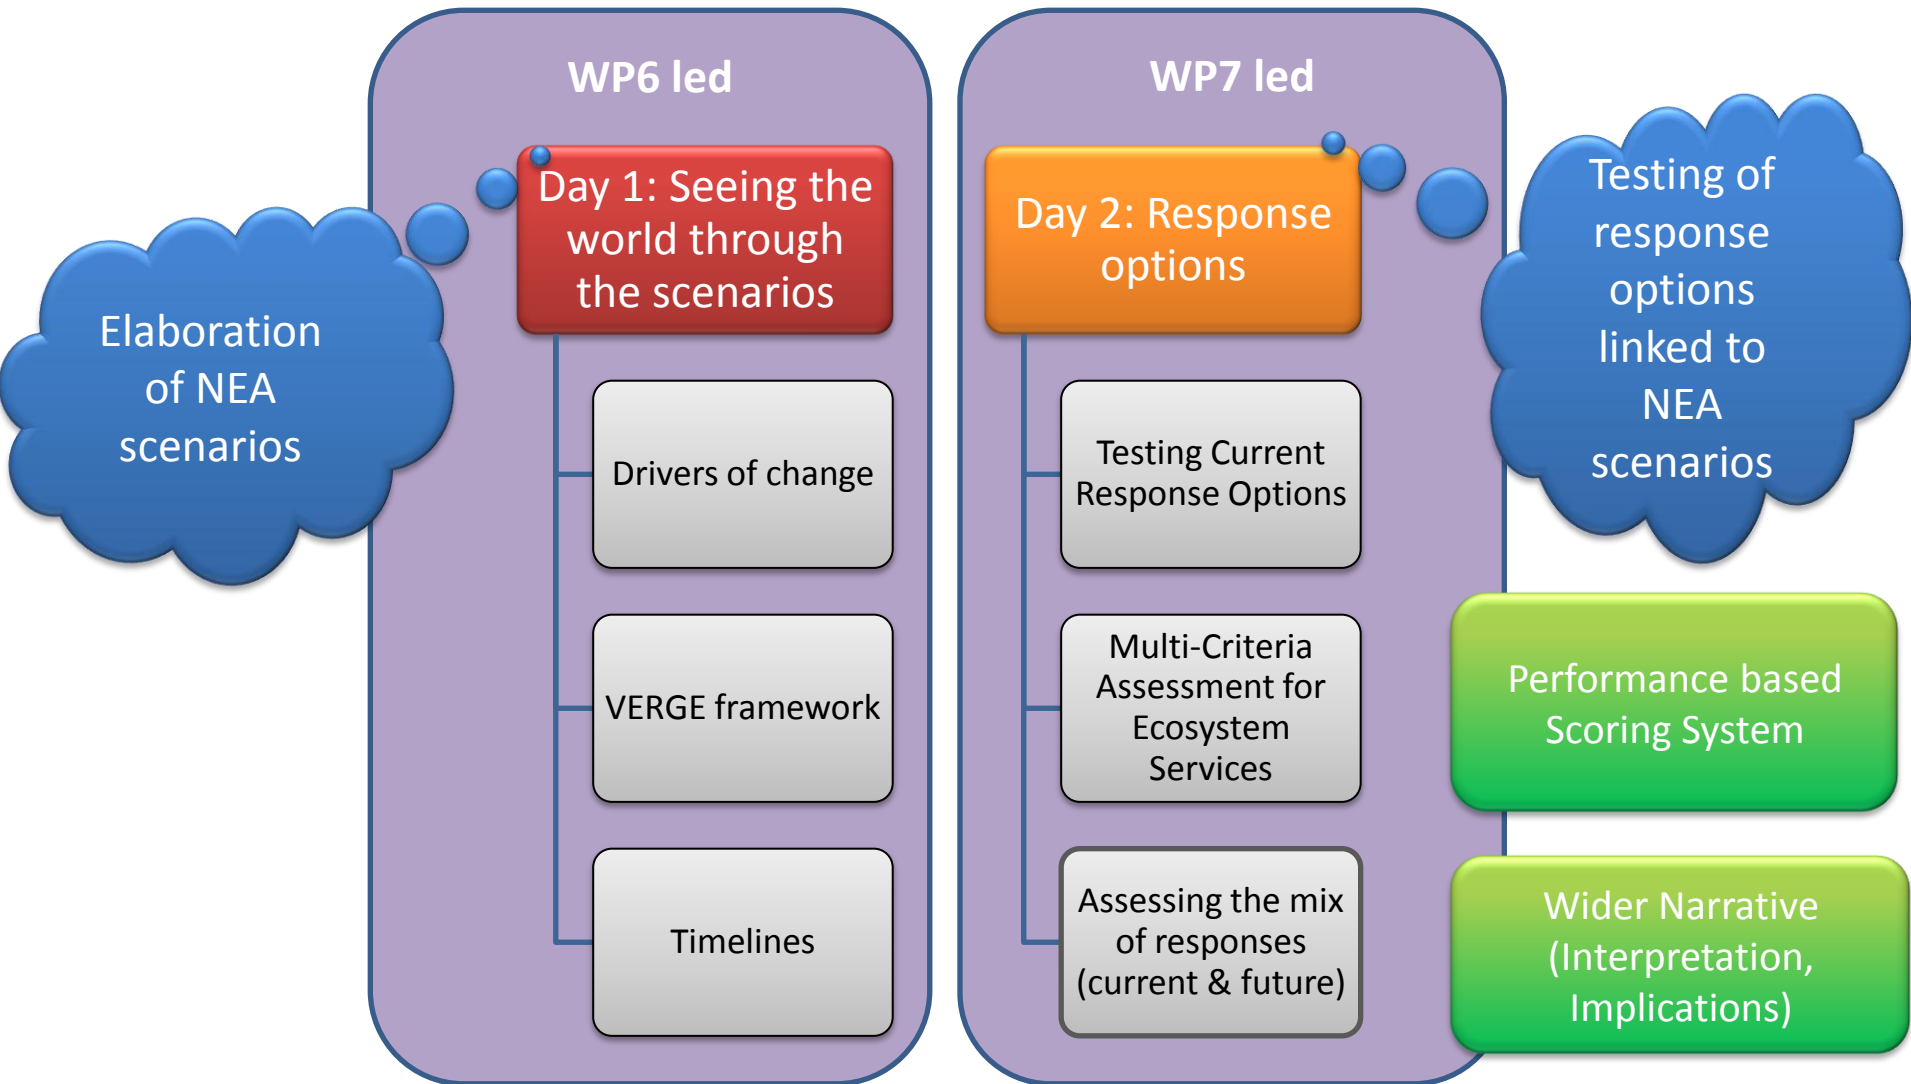 WP6 led
Day 1: Seeing the
world through
the scenarios
Elaboration
of NEA
scenarios
Drivers of change
VERGE framework
Timelines
WP7 led
Day 2: Response
options
Testing of
response
options
linked to
NEA
scenarios
Testing Current
Response Options
Multi-Criteria
Assessment for
Ecosystem
Services
Assessing the mix
of responses
(current & future)
Performance based
Scoring System
Wider Narrative
(Interpretation,
Implications)